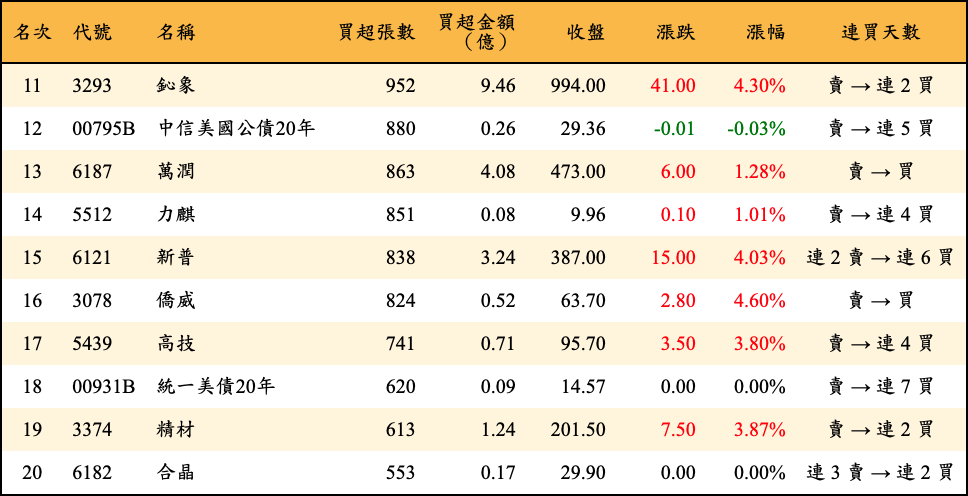 名次 代號 名稱 買超張數 買超金額（億） 收盤 漲跌 漲幅 連買天數
11 3293 鈊象 952 9.46 994.00 41.00 4.30% 賣 → 連 2 買
12 00795B 中信美國公債20年 880 0.26 29.36 -0.01 -0.03% 賣 → 連 5 買
13 6187 萬潤 863 4.08 473.00 6.00 1.28% 賣 → 買
14 5512 力麒 851 0.08 9.96 0.10 1.01% 賣 → 連 4 買
15 6121 新普 838 3.24 387.00 15.00 4.03% 連 2 賣 → 連 6 買
16 3078 僑威 824 0.52 63.70 2.80 4.60% 賣 → 買
17 5439 高技 741 0.71 95.70 3.50 3.80% 賣 → 連 4 買
18 00931B 統一美債20年 620 0.09 14.57 0.00 0.00% 賣 → 連 7 買
19 3374 精材 613 1.24 201.50 7.50 3.87% 賣 → 連 2 買
20 6182 合晶 553 0.17 29.90 0.00 0.00% 連 3 賣 → 連 2 買